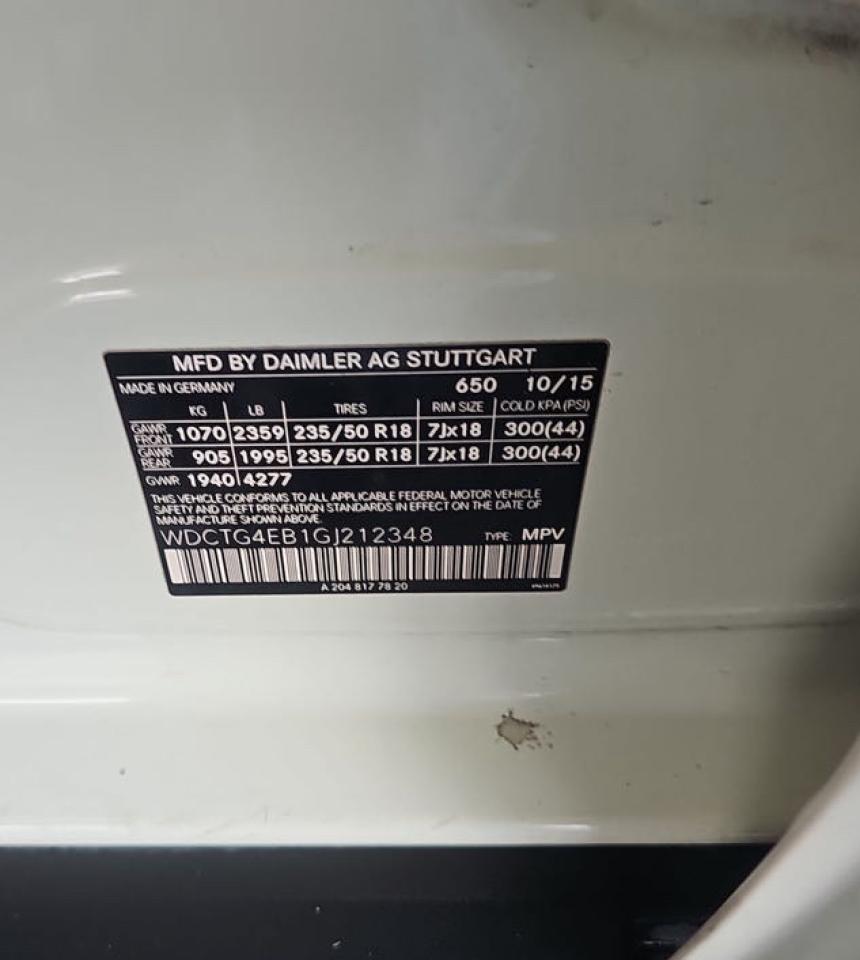 MFD BY DAIMLER AG STUTTGART
MADE IN GERMANY 650 10/15
KG LB TIRES RIM SIZE COLD KPA (PSI)
GAWR FRONT 1070 2359 235/50 R18 7Jx18 300(44)
GAWR REAR 905 1995 235/50 R18 7Jx18 300(44)
GVWR 1940 4277
THIS VEHICLE CONFORMS TO ALL APPLICABLE FEDERAL MOTOR VEHICLE
SAFETY AND THEFT PREVENTION STANDARDS IN EFFECT ON THE DATE OF
MANUFACTURE SHOWN ABOVE.
WDCTG4EB1GJ212348 TYPE: MPV
A 204 817 78 20